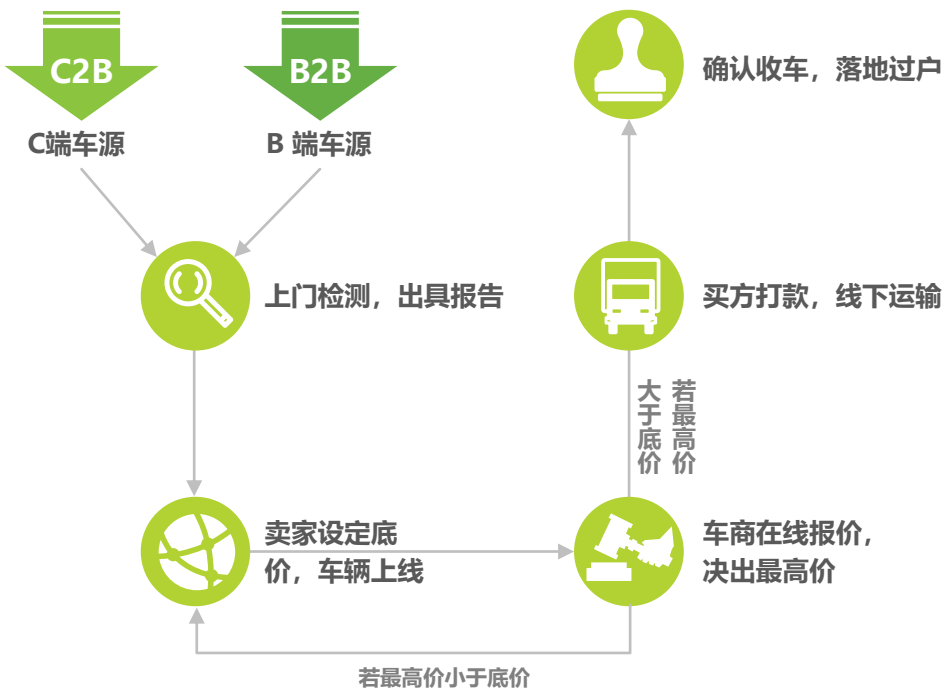 C2B
B2B
C端车源
B 端车源
上门检测，出具报告
卖家设定底
价，车辆上线
车商在线报价，
决出最高价
若最高价小于底价
若最高价
大于底价
买方打款，线下运输
确认收车，落地过户